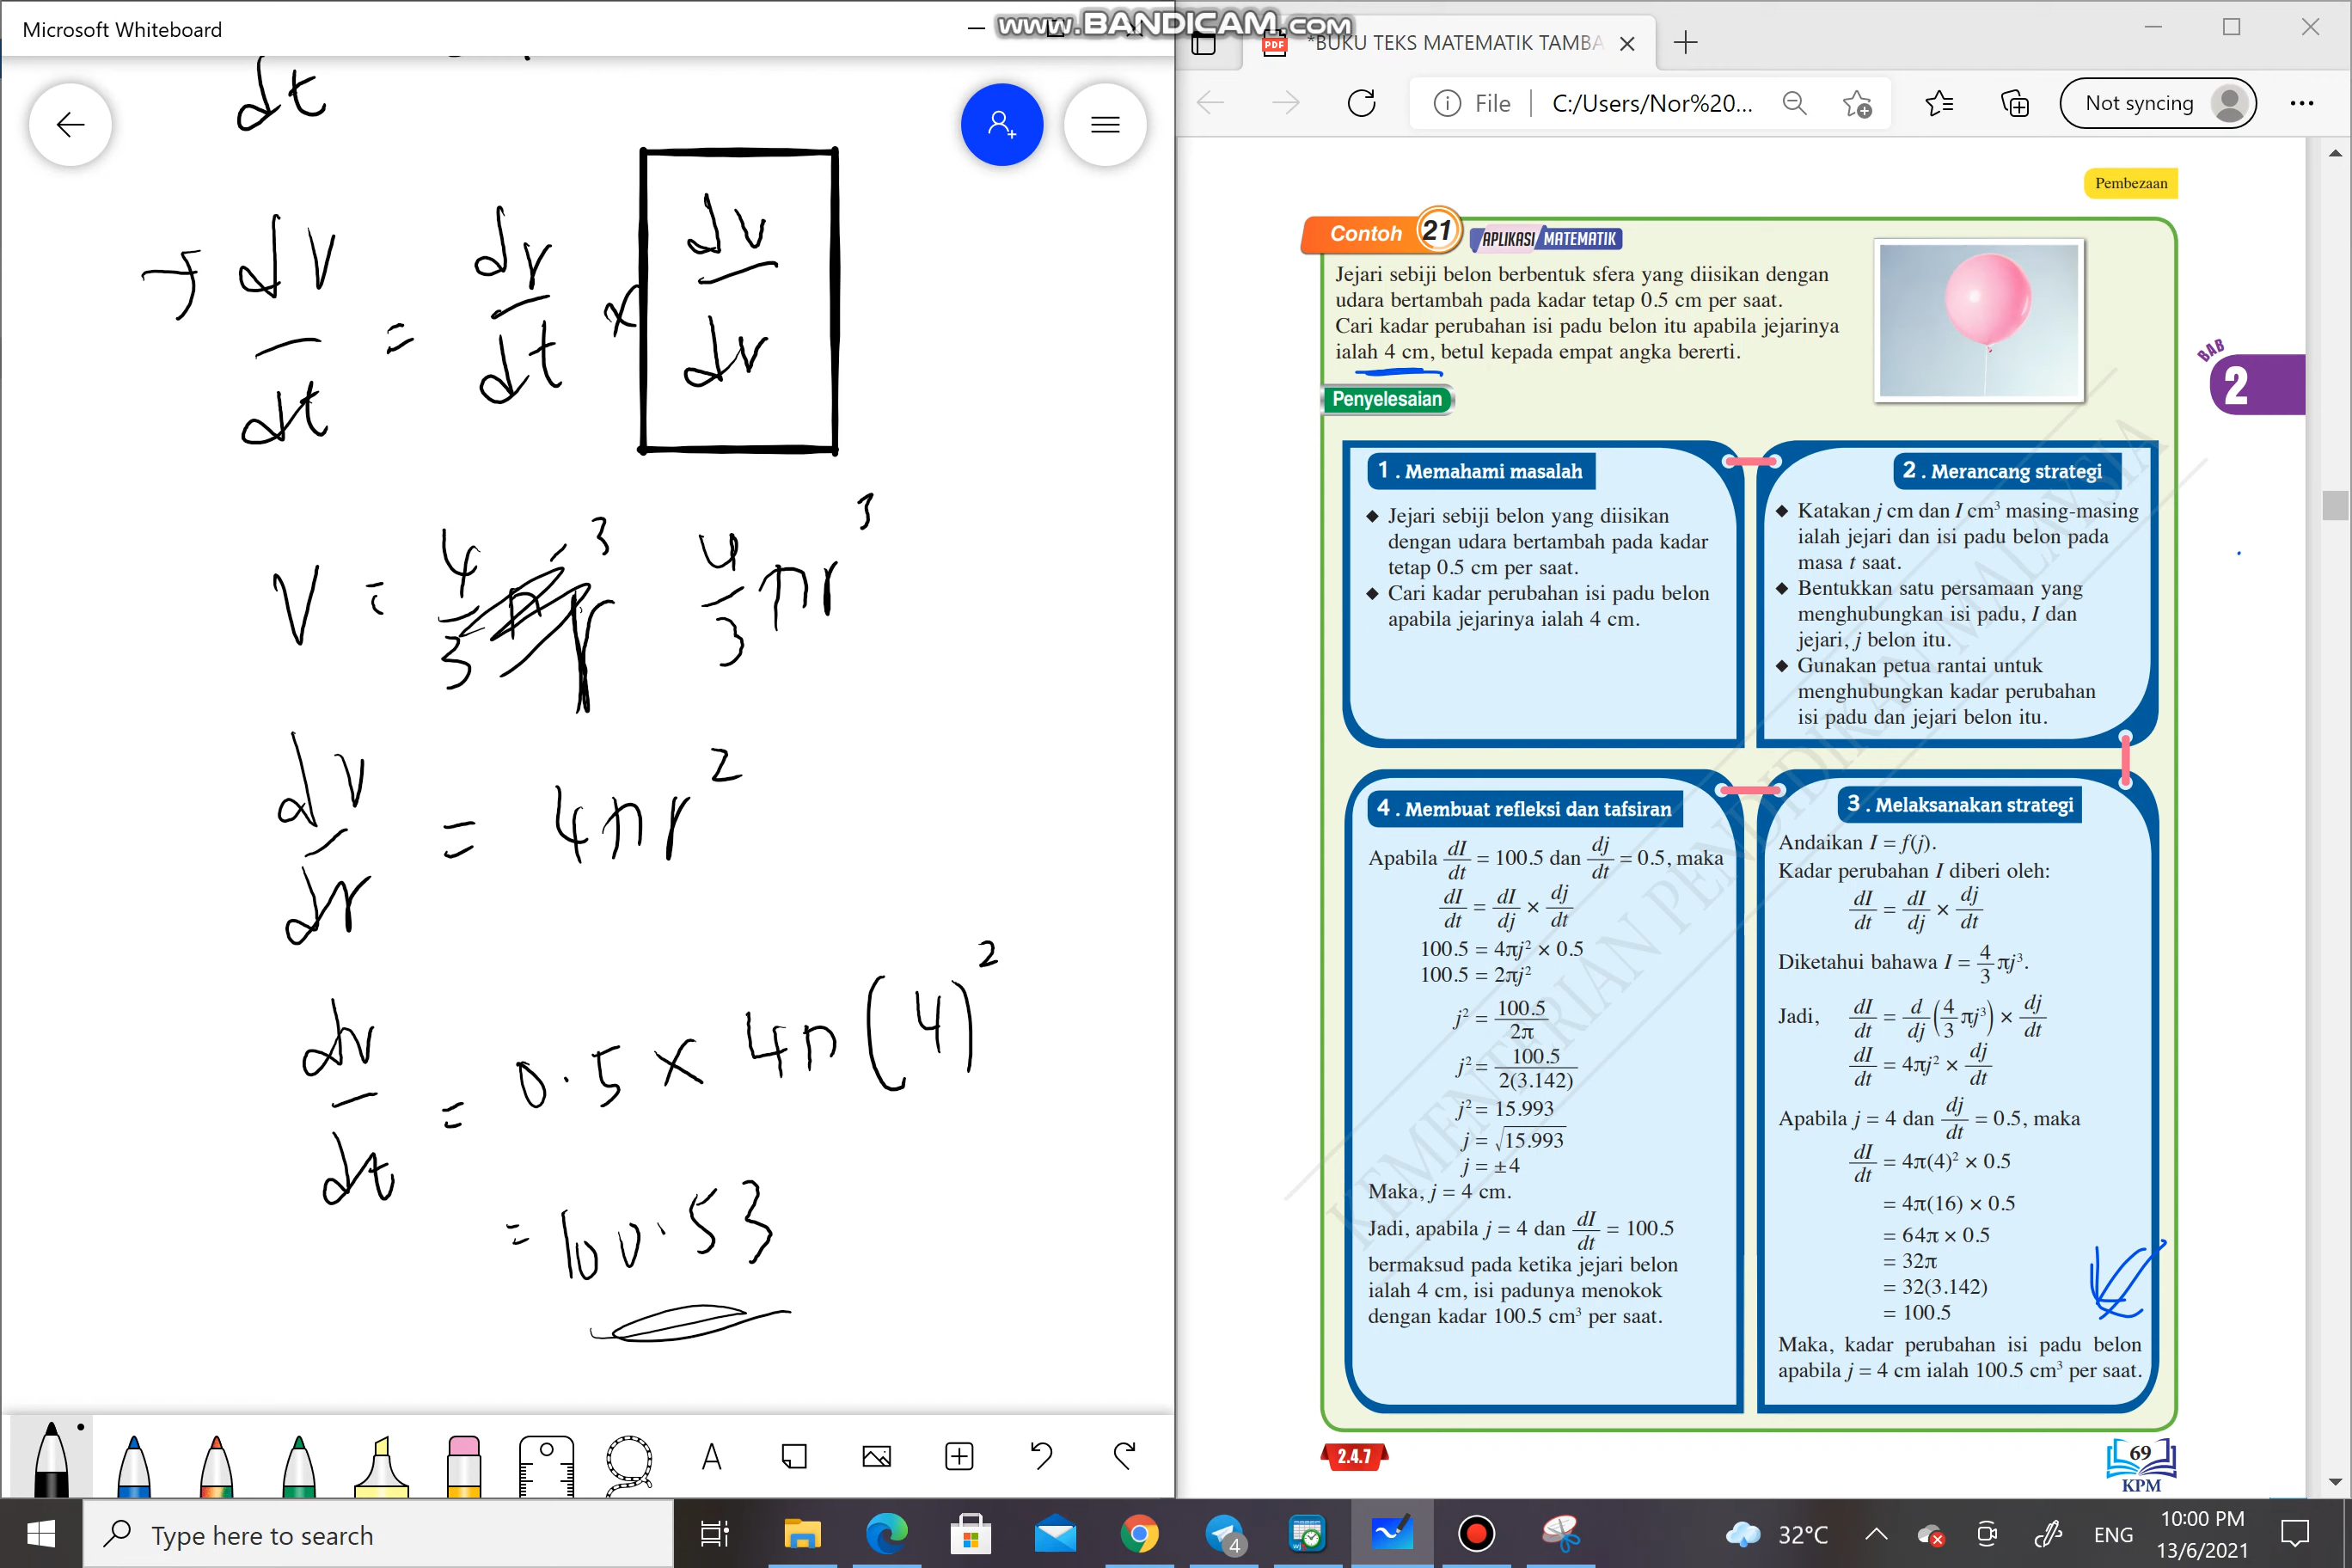 Microsoft Whiteboard
www.BANDICAM.com
dt
dV/dt = dr/dt × dV/dr
V = 4/3 4/3 πr³
dV/dr = 4πr²
dV/dt = 0.5 × 4π(4)²
= 100.53
Type here to search
*BUKU TEKS MATEMATIK TAMBA
File
C:/Users/Nor%20...
Not syncing
Pembezaan
Contoh 21 APLIKASI MATEMATIK
Jejari sebiji belon berbentuk sfera yang diisikan dengan
udara bertambah pada kadar tetap 0.5 cm per saat.
Cari kadar perubahan isi padu belon itu apabila jejarinya
ialah 4 cm, betul kepada empat angka bererti.
BAB
2
Penyelesaian
1 . Memahami masalah
◆ Jejari sebiji belon yang diisikan
dengan udara bertambah pada kadar
tetap 0.5 cm per saat.
◆ Cari kadar perubahan isi padu belon
apabila jejarinya ialah 4 cm.
2 . Merancang strategi
◆ Katakan j cm dan I cm³ masing-masing
ialah jejari dan isi padu belon pada
masa t saat.
◆ Bentukkan satu persamaan yang
menghubungkan isi padu, I dan
jejari, j belon itu.
◆ Gunakan petua rantai untuk
menghubungkan kadar perubahan
isi padu dan jejari belon itu.
3 . Melaksanakan strategi
Andaikan I = f(j).
Kadar perubahan I diberi oleh:
dI/dt = dI/dj × dj/dt
Diketahui bahawa I = 4/3 πj³.
Jadi, dI/dt = d/dj (4/3 πj³) × dj/dt
dI/dt = 4πj² × dj/dt
Apabila j = 4 dan dj/dt = 0.5, maka
dI/dt = 4π(4)² × 0.5
= 4π(16) × 0.5
= 64π × 0.5
= 32π
= 32(3.142)
= 100.5
Maka, kadar perubahan isi padu belon
apabila j = 4 cm ialah 100.5 cm³ per saat.
4 . Membuat refleksi dan tafsiran
Apabila dI/dt = 100.5 dan dj/dt = 0.5, maka
dI/dt = dI/dj × dj/dt
100.5 = 4πj² × 0.5
100.5 = 2πj²
j² = 100.5/2π
j² = 100.5/2(3.142)
j² = 15.993
j = √15.993
j = ±4
Maka, j = 4 cm.
Jadi, apabila j = 4 dan dI/dt = 100.5
bermaksud pada ketika jejari belon
ialah 4 cm, isi padunya menokok
dengan kadar 100.5 cm³ per saat.
KEMENTERIAN PENDIDIKAN MALAYSIA
2.4.7
69
KPM
4
32°C
ENG
10:00 PM
13/6/2021